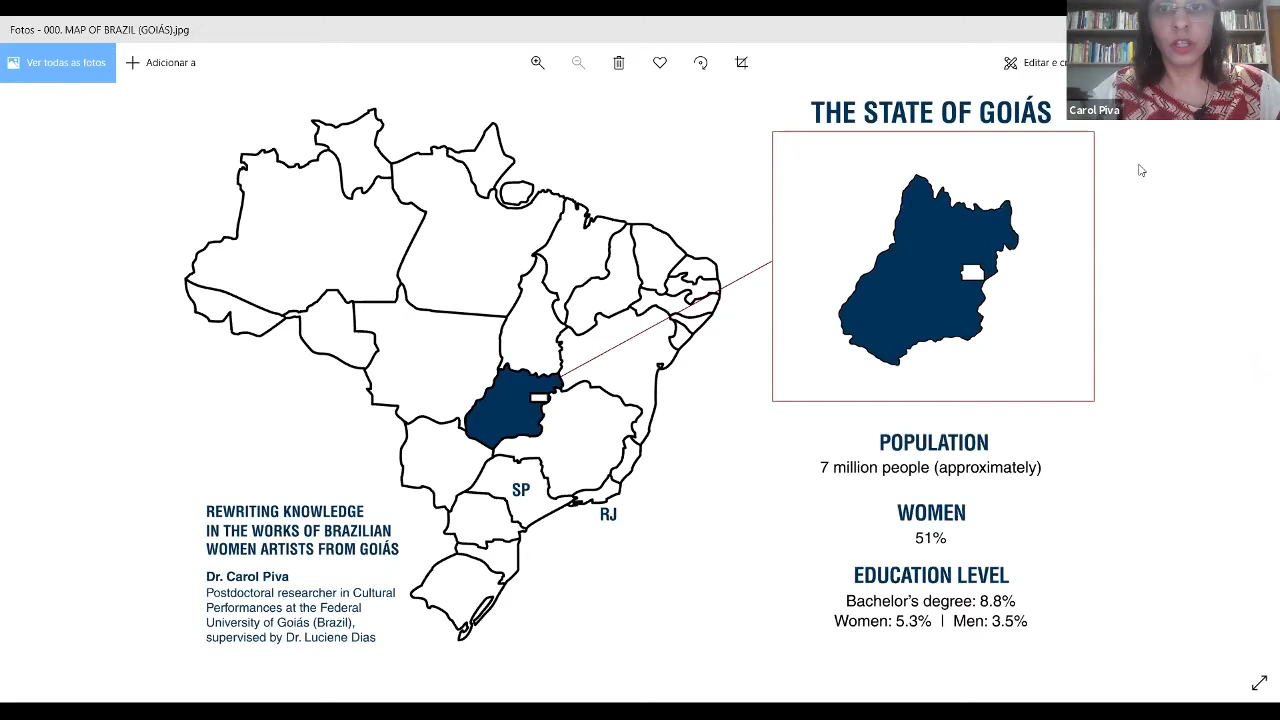 Fotos - 000. MAP OF BRAZIL (GOIÁS).jpg
Ver todas as fotos
Adicionar a
Editar e
Carol Piva
THE STATE OF GOIÁS
SP
RJ
POPULATION
7 million people (approximately)
WOMEN
51%
EDUCATION LEVEL
Bachelor's degree: 8.8%
Women: 5.3% | Men: 3.5%
REWRITING KNOWLEDGE
IN THE WORKS OF BRAZILIAN
WOMEN ARTISTS FROM GOIÁS
Dr. Carol Piva
Postdoctoral researcher in Cultural
Performances at the Federal
University of Goiás (Brazil),
supervised by Dr. Luciene Dias